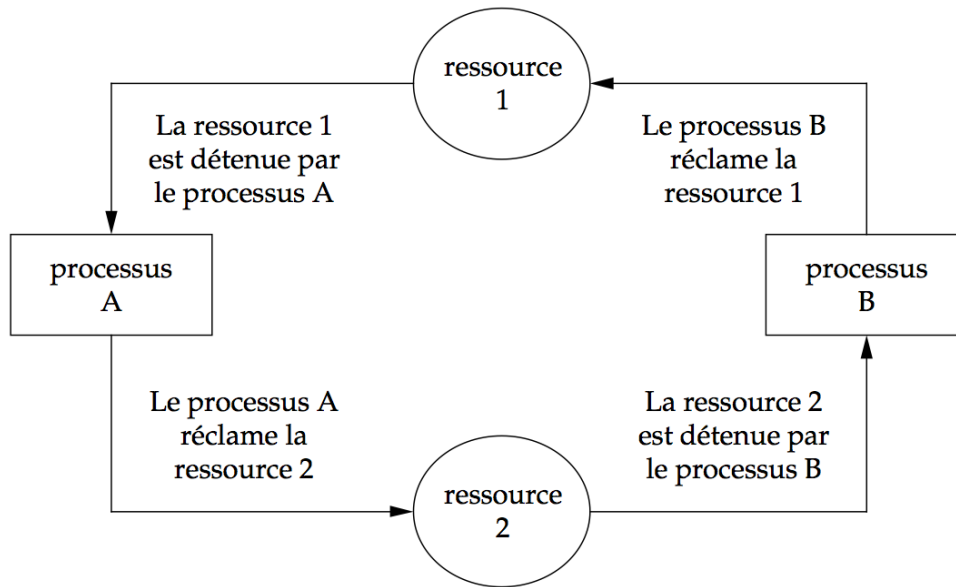 ressource
1
La ressource 1
est détenue par
le processus A
Le processus B
réclame la
ressource 1
processus
A
processus
B
Le processus A
réclame la
ressource 2
La ressource 2
est détenue par
le processus B
ressource
2